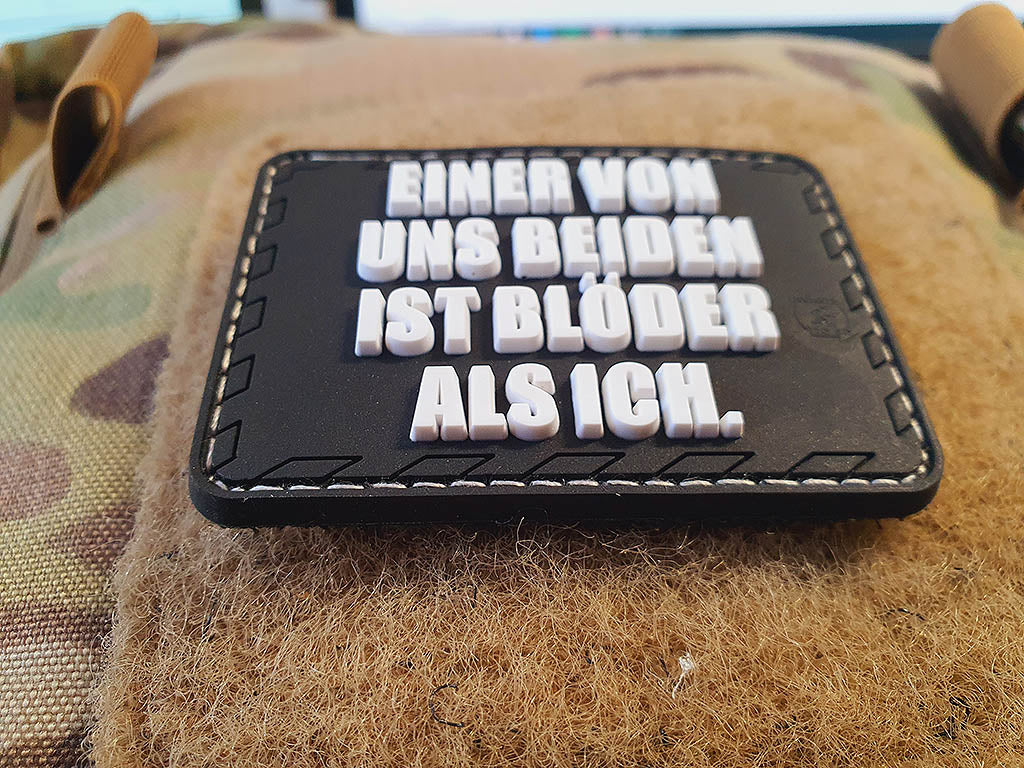 EINER VON
UNS BEIDEN
IST BLÖDER
ALS ICH.